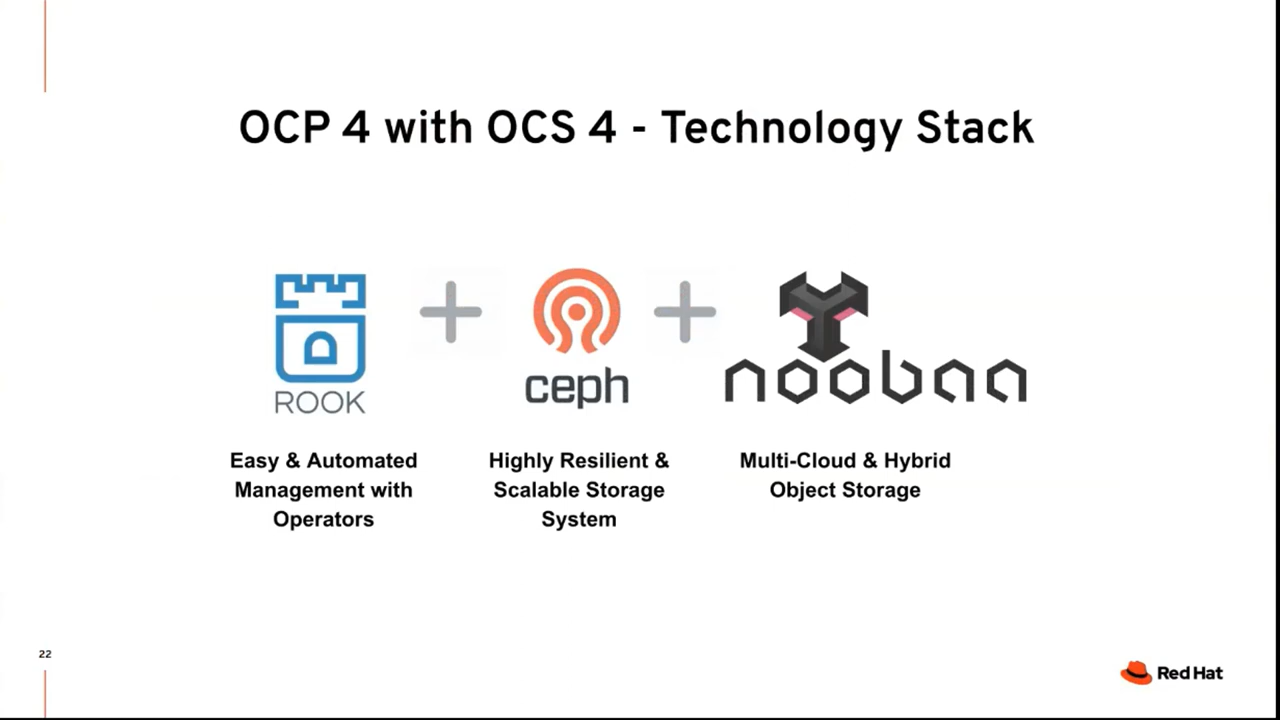 OCP 4 with OCS 4 - Technology Stack
ROOK
ceph
noobaa
Easy & Automated
Management with
Operators
Highly Resilient &
Scalable Storage
System
Multi-Cloud & Hybrid
Object Storage
22
Red Hat